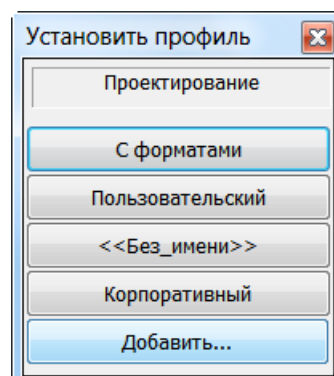 Установить профиль
Проектирование
С форматами
Пользовательский
<<Без_имени>>
Корпоративный
Добавить...